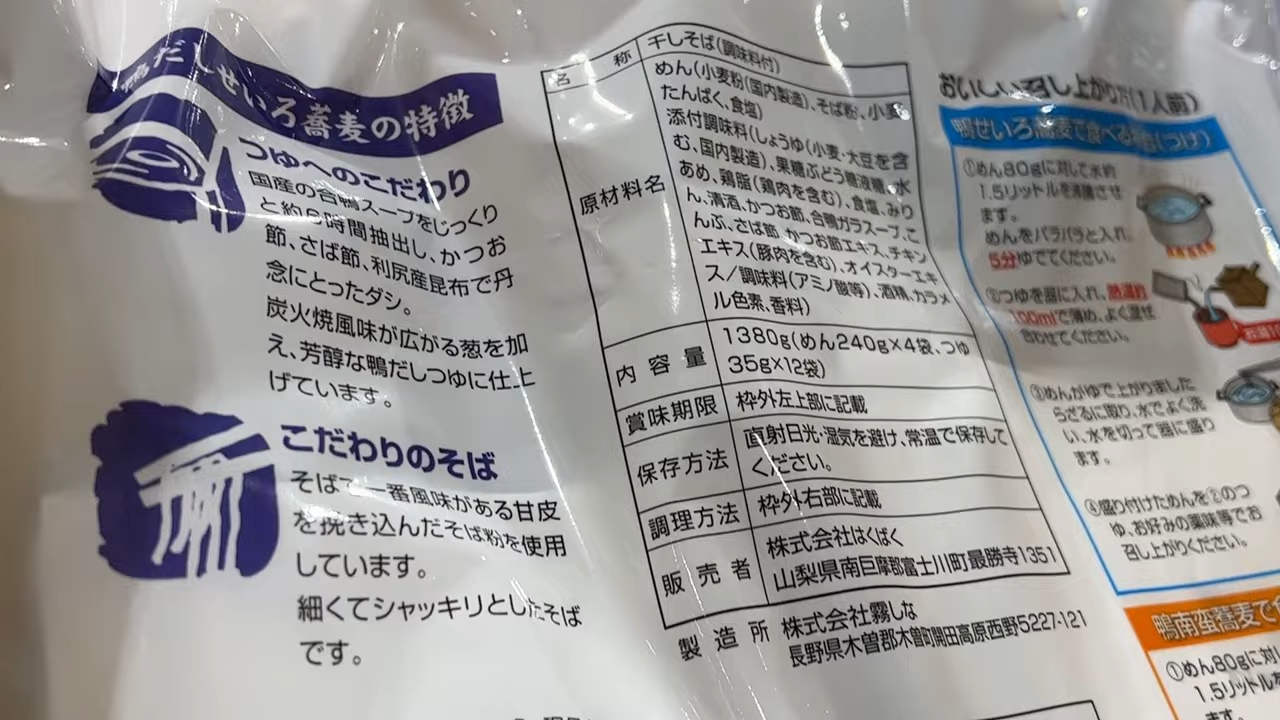 鴨だしせいろ蕎麦の特徴
つゆへのこだわり
国産の合鴨スープをじっくり
と約8時間抽出し、かつお
節、さば節、利尻産昆布で丹
念にとったダシ。
炭火焼風味が広がる葱を加
え、芳醇な鴨だしつゆに仕上
げています。
こだわりのそば
そばで一番風味がある甘皮
を挽き込んだそば粉を使用
しています。
細くてシャッキリとしたそば
です。
名 称 干しそば(調味料付)
原材料名
めん(小麦粉(国内製造)、そば粉、小麦
たんぱく、食塩)
添付調味料(しょうゆ(小麦・大豆を含
む、国内製造)、果糖ぶどう糖液糖、水
あめ、鶏脂(鶏肉を含む)、食塩、みり
ん、清酒、かつお節、合鴨ガラスープ、こ
んぶ、さば節、かつお節エキス、チキン
エキス(豚肉を含む)、オイスターエキ
ス/調味料(アミノ酸等)、酒精、カラメ
ル色素、香料)
内容量 1380g(めん240g×4袋、つゆ
35g×12袋)
賞味期限 枠外左上部に記載
保存方法 直射日光・湿気を避け、常温で保存して
ください。
調理方法 枠外右部に記載
販売者 株式会社はくばく
山梨県南巨摩郡富士川町最勝寺1351
製造所 株式会社霧しな
長野県木曽郡木曽町開田高原西野5227-121
おいしい召し上がり方(1人前)
鴨せいろ蕎麦で食べる場合(つけ)
①めん80gに対して水約
1.5リットルを沸騰させ
ます。
めんをパラパラと入れ、
5分ゆでてください。
②つゆを器に入れ、熱湯約
100mlで薄め、よく混ぜ
合わせてください。
③めんがゆで上がりました
らざるに取り、水でよく洗
い、水を切って器に盛り
ます。
④盛り付けためんを②のつ
ゆ、お好みの薬味等でお
召し上がりください。
鴨南蛮蕎麦で
①めん80gに対し
1.5リットルを
ます。